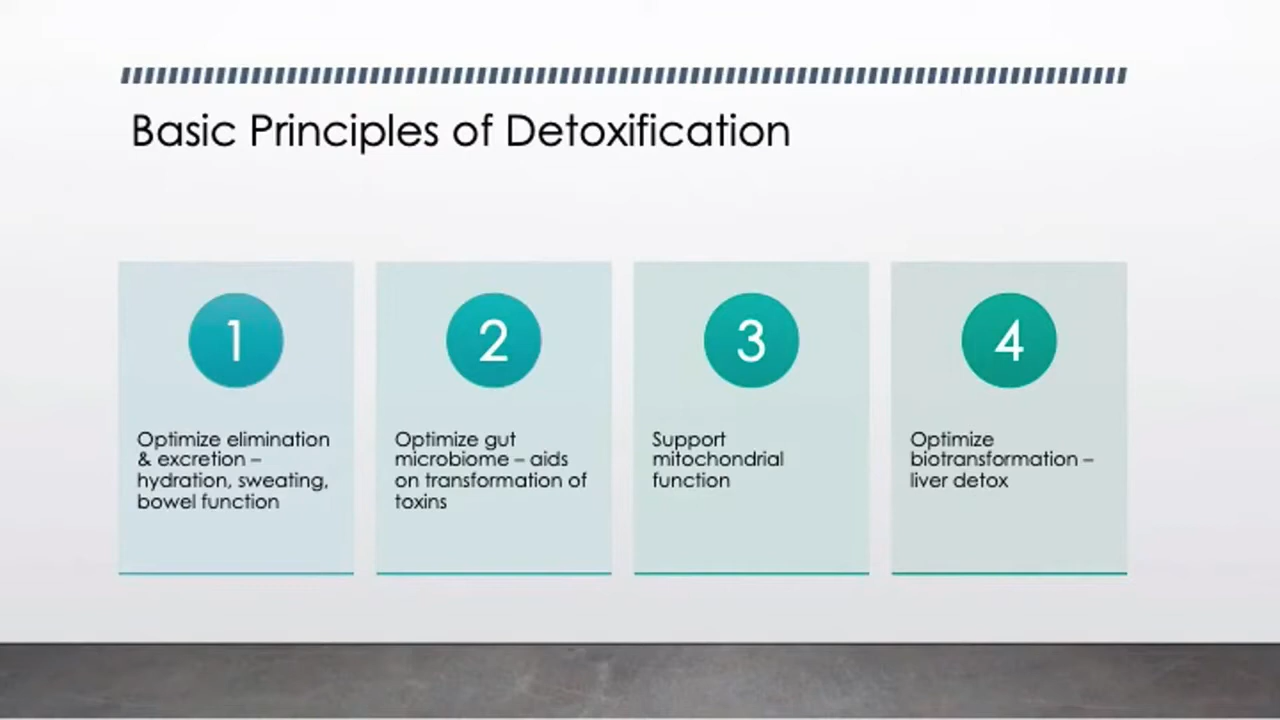 Basic Principles of Detoxification
1
Optimize elimination
& excretion –
hydration, sweating,
bowel function
2
Optimize gut
microbiome – aids
on transformation of
toxins
3
Support
mitochondrial
function
4
Optimize
biotransformation –
liver detox